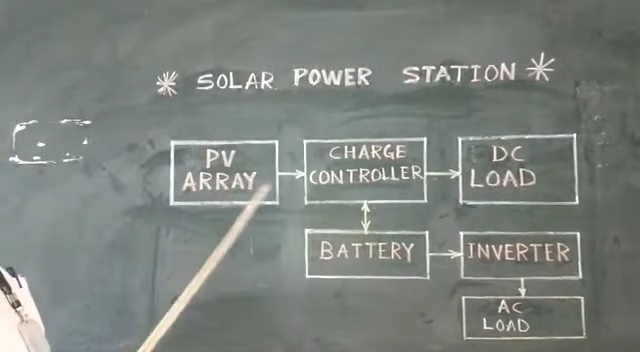 * SOLAR POWER STATION *
PV
ARRAY
CHARGE
CONTROLLER
DC
LOAD
BATTERY
INVERTER
AC
LOAD